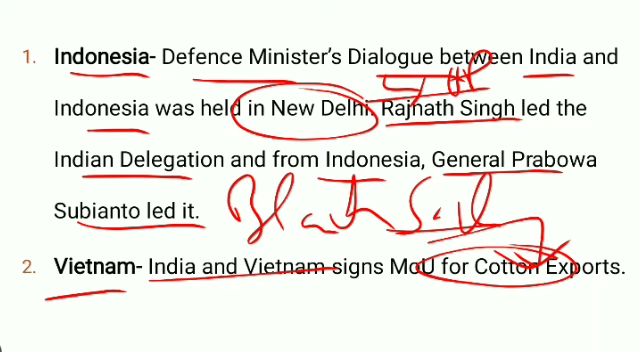 1. Indonesia- Defence Minister's Dialogue between India and
Indonesia was held in New Delhi. Rajnath Singh led the
Indian Delegation and from Indonesia, General Prabowa
Subianto led it.
2. Vietnam- India and Vietnam signs MoU for Cotton Exports.